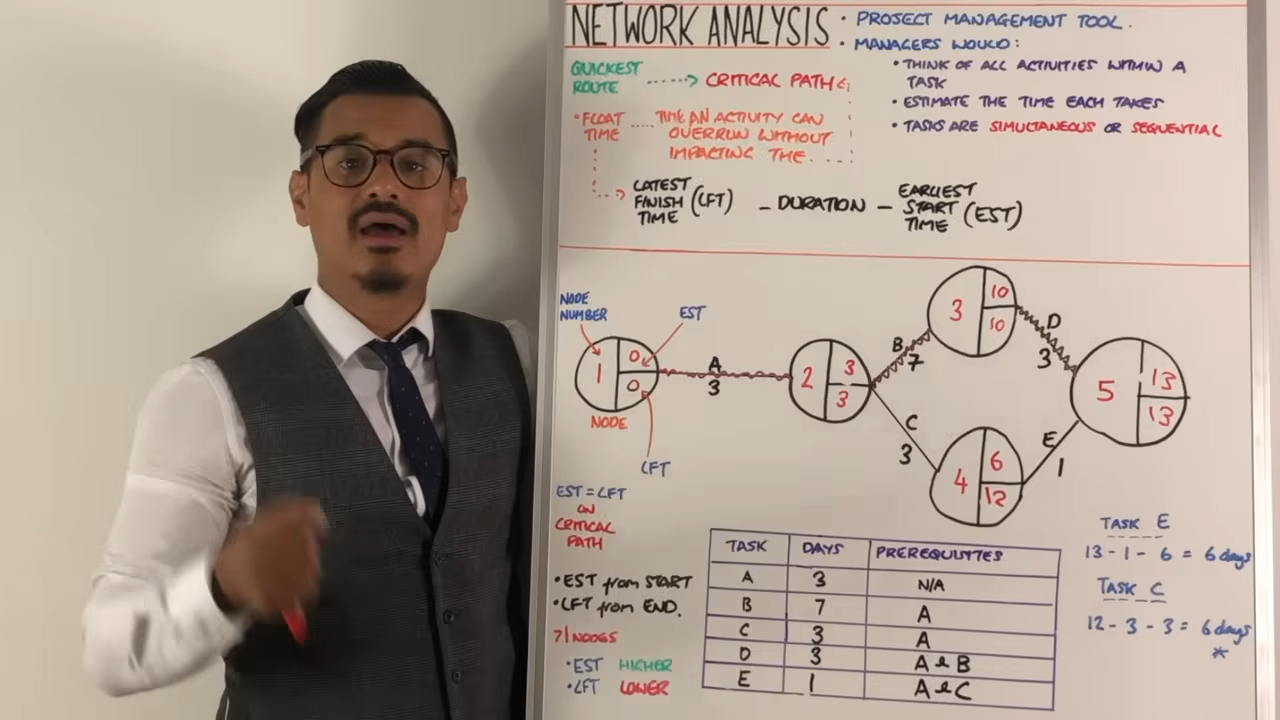 NETWORK ANALYSIS
• PROJECT MANAGEMENT TOOL.
• MANAGERS WOULD:
• THINK OF ALL ACTIVITIES WITHIN A
TASK
• ESTIMATE THE TIME EACH TAKES
• TASKS ARE SIMULTANEOUS OR SEQUENTIAL
QUICKEST
ROUTE
CRITICAL PATH
• FLOAT
TIME
TIME AN ACTIVITY CAN
OVERRUN WITHOUT
IMPACTING THE
LATEST
FINISH (LFT)
TIME
- DURATION -
EARLIEST
START (EST)
TIME
NODE
NUMBER
EST
1 0
0
NODE
LFT
A
3
2 3
3
B
7
3 10
10
D
3
C
3
4 6
12
E
1
5 13
13
EST = LFT
ON
CRITICAL
PATH
• EST from START
• LFT from END.
7/NODES
• EST HIGHER
• LFT LOWER
TASK DAYS PREREQUISITES
A 3 N/A
B 7 A
C 3 A
D 3 A & B
E 1 A & C
TASK E
13 - 1 - 6 = 6 days
TASK C
12 - 3 - 3 = 6 days
*